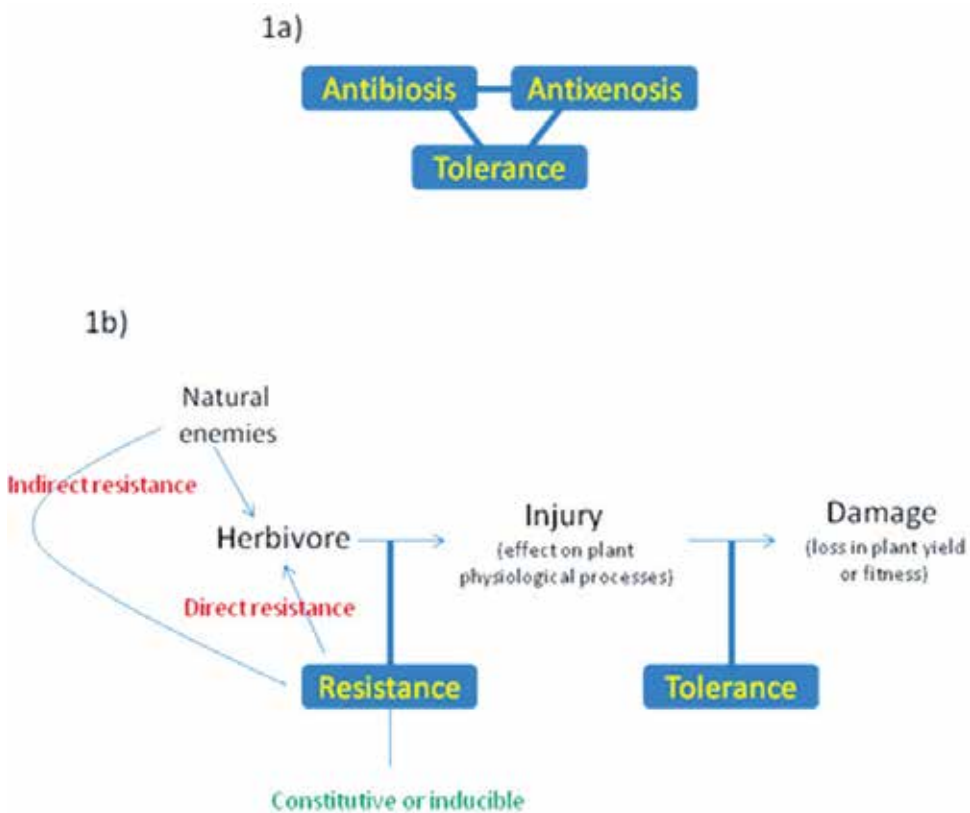 1a)
Antibiosis
Antixenosis
Tolerance
1b)
Natural
enemies
Indirect resistance
Herbivore
Injury
(effect on plant
physiological processes)
Damage
(loss in plant yield
or fitness)
Direct resistance
Resistance
Tolerance
Constitutive or inducible